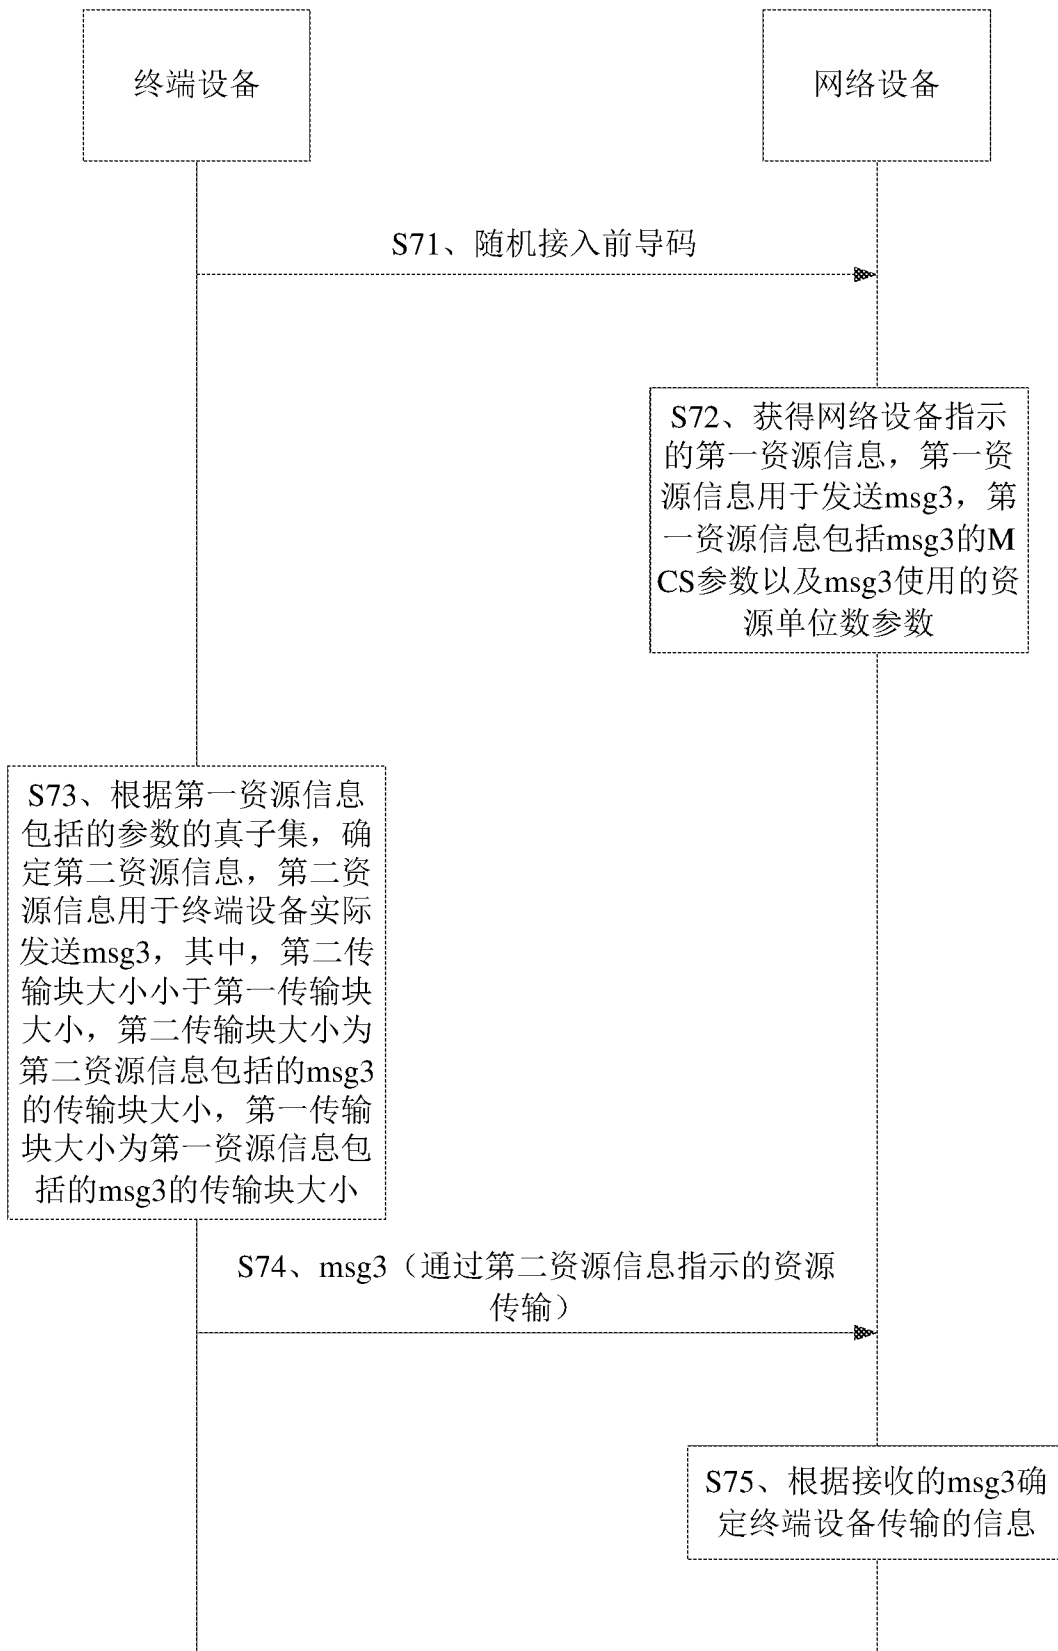 终端设备
网络设备
S71、随机接入前导码
S72、获得网络设备指示
的第一资源信息，第一资
源信息用于发送msg3，第
一资源信息包括msg3的M
CS参数以及msg3使用的资
源单位数参数
S73、根据第一资源信息
包括的参数的真子集，确
定第二资源信息，第二资
源信息用于终端设备实际
发送msg3，其中，第二传
输块大小小于第一传输块
大小，第二传输块大小为
第二资源信息包括的msg3
的传输块大小，第一传输
块大小为第一资源信息包
括的msg3的传输块大小
S74、msg3（通过第二资源信息指示的资源
传输）
S75、根据接收的msg3确
定终端设备传输的信息